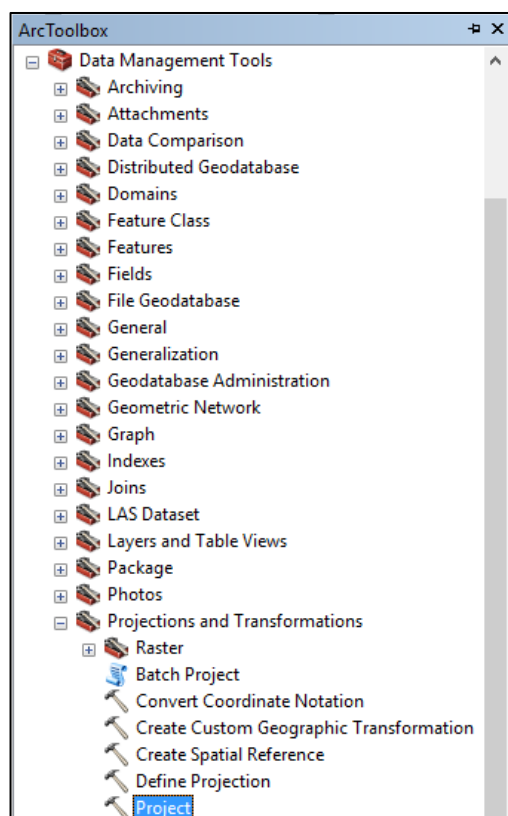 ArcToolbox
Data Management Tools
Archiving
Attachments
Data Comparison
Distributed Geodatabase
Domains
Feature Class
Features
Fields
File Geodatabase
General
Generalization
Geodatabase Administration
Geometric Network
Graph
Indexes
Joins
LAS Dataset
Layers and Table Views
Package
Photos
Projections and Transformations
Raster
Batch Project
Convert Coordinate Notation
Create Custom Geographic Transformation
Create Spatial Reference
Define Projection
Project